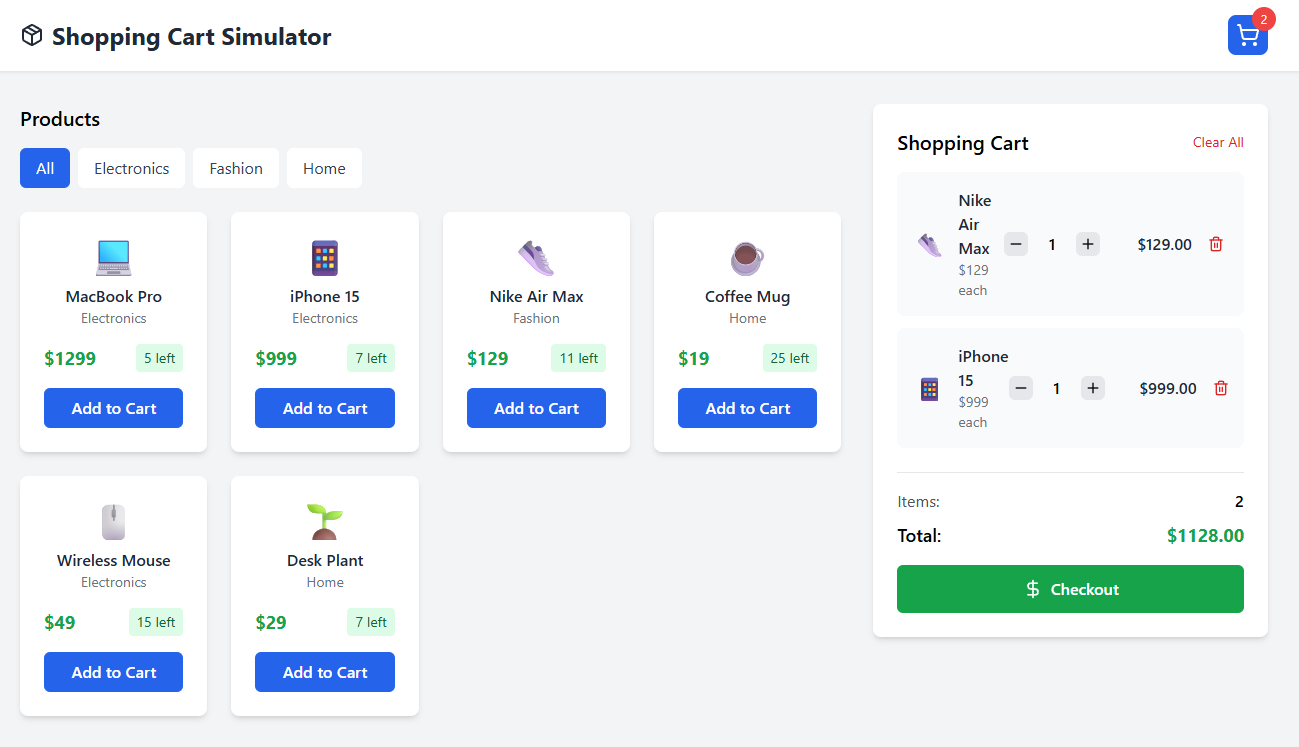 Shopping Cart Simulator
2
Products
All
Electronics
Fashion
Home
MacBook Pro
Electronics
$1299
5 left
Add to Cart
iPhone 15
Electronics
$999
7 left
Add to Cart
Nike Air Max
Fashion
$129
11 left
Add to Cart
Coffee Mug
Home
$19
25 left
Add to Cart
Wireless Mouse
Electronics
$49
15 left
Add to Cart
Desk Plant
Home
$29
7 left
Add to Cart
Shopping Cart
Clear All
Nike
Air
Max
$129
each
1
$129.00
iPhone
15
$999
each
1
$999.00
Items:
2
Total:
$1128.00
$ Checkout